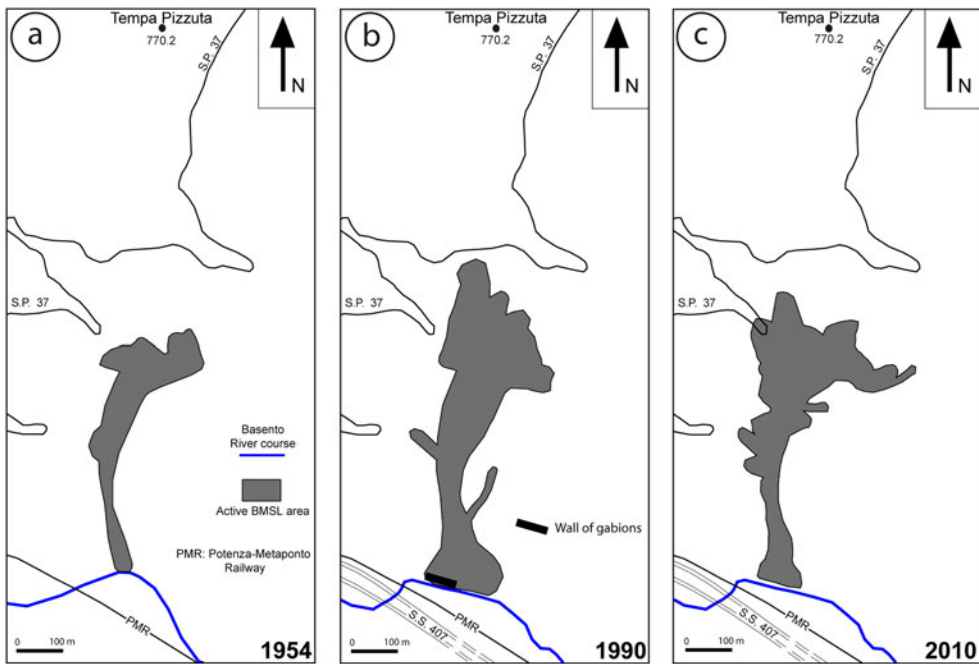 a
Tempa Pizzuta
770.2
S.P. 37
N
S.P. 37
Basento
River course
Active BMSL area
PMR: Potenza-Metaponto
Railway
PMR
0 100 m
1954
b
Tempa Pizzuta
770.2
S.P. 37
N
S.P. 37
Wall of gabions
PMR
S.S. 407
0 100 m
1990
c
Tempa Pizzuta
770.2
S.P. 37
N
S.P. 37
PMR
S.S. 407
0 100 m
2010